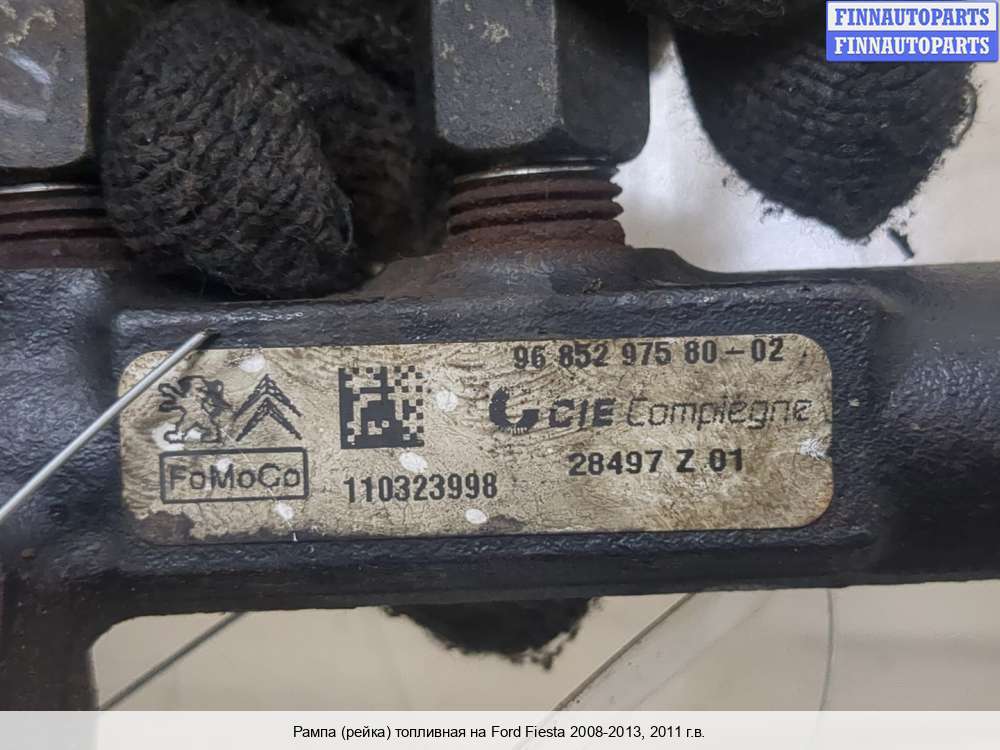 FINNAUTOPARTS
FINNAUTOPARTS
96 852 975 80-02
CIE Compiegne
FoMoCo
110323998
28497 Z 01
Рампа (рейка) топливная на Ford Fiesta 2008-2013, 2011 г.в.